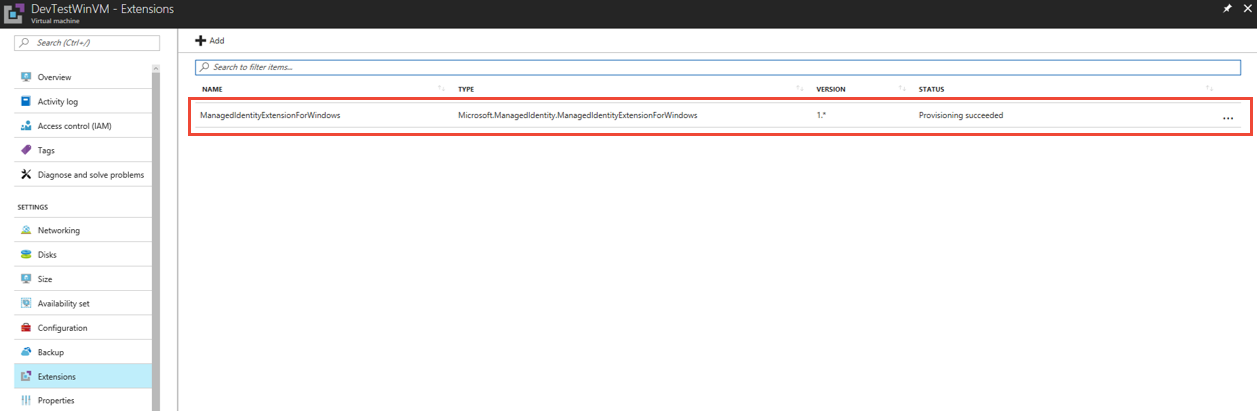 DevTestWinVM - Extensions
Virtual machine
Search (Ctrl+/)
Overview
Activity log
Access control (IAM)
Tags
Diagnose and solve problems
SETTINGS
Networking
Disks
Size
Availability set
Configuration
Backup
Extensions
Properties
Add
Search to filter items...
NAME TYPE VERSION STATUS
ManagedIdentityExtensionForWindows Microsoft.ManagedIdentity.ManagedIdentityExtensionForWindows 1.* Provisioning succeeded ...